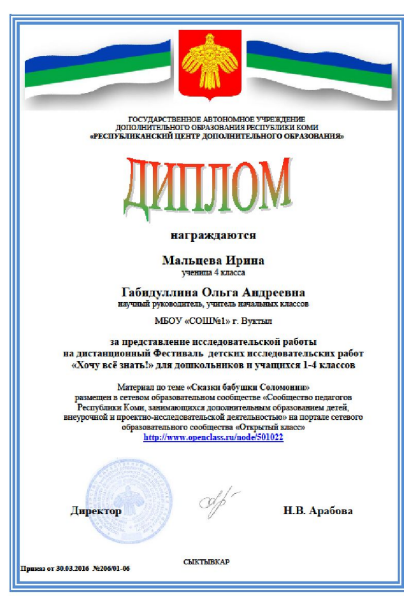 ГОСУДАРСТВЕННОЕ АВТОНОМНОЕ УЧРЕЖДЕНИЕ
ДОПОЛНИТЕЛЬНОГО ОБРАЗОВАНИЯ РЕСПУБЛИКИ КОМИ
«РЕСПУБЛИКАНСКИЙ ЦЕНТР ДОПОЛНИТЕЛЬНОГО ОБРАЗОВАНИЯ»
ДИПЛОМ
награждаются
Мальцева Ирина
ученица 4 класса
Габидуллина Ольга Андреевна
научный руководитель, учитель начальных классов
МБОУ «СОШ№1» г. Вуктыл
за представление исследовательской работы
на дистанционный Фестиваль детских исследовательских работ
«Хочу всё знать!» для дошкольников и учащихся 1-4 классов
Материал по теме «Сказки бабушки Соломонии»
размещен в сетевом образовательном сообществе «Сообщество педагогов
Республики Коми, занимающихся дополнительным образованием детей,
внеурочной и проектно-исследовательской деятельностью» на портале сетевого
образовательного сообщества «Открытый класс»
http://www.openclass.ru/node/501022
Директор Н.В. Арабова
СЫКТЫВКАР
Приказ от 30.03.2016 №206/01-06